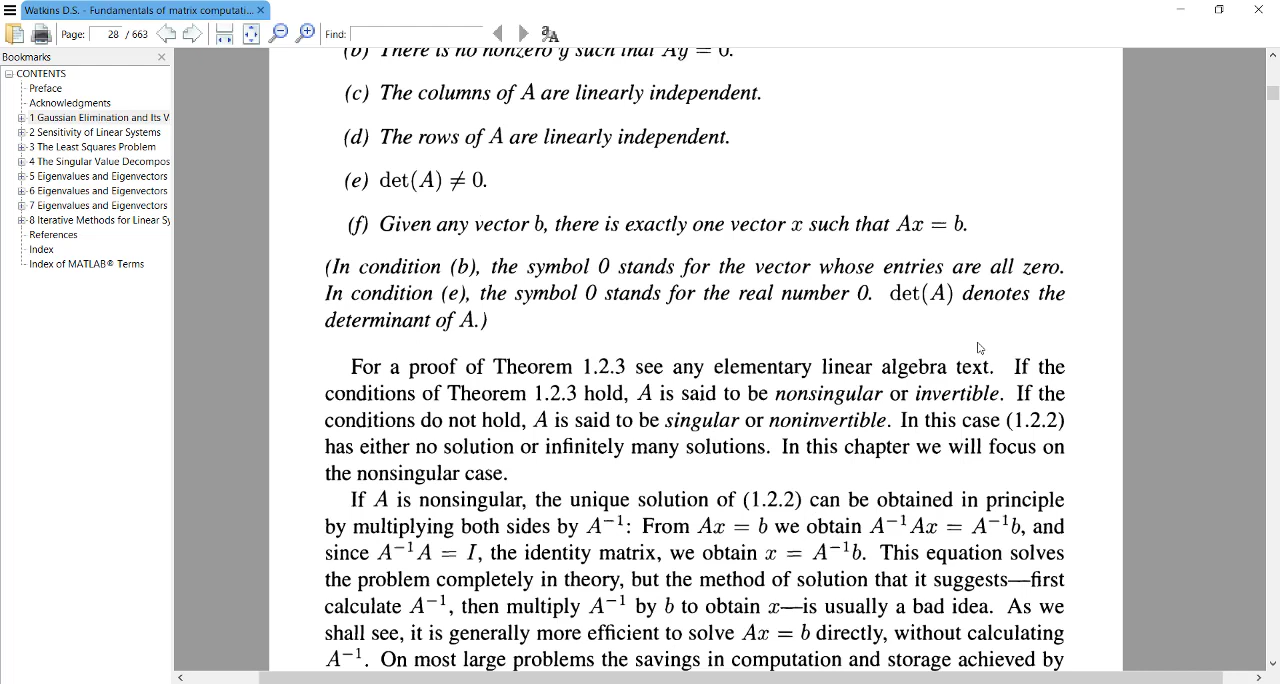 Watkins D.S. - Fundamentals of matrix computati... ×
Page: 28 / 663 Find:
Bookmarks
CONTENTS
Preface
Acknowledgments
1 Gaussian Elimination and Its V
2 Sensitivity of Linear Systems
3 The Least Squares Problem
4 The Singular Value Decompos
5 Eigenvalues and Eigenvectors
6 Eigenvalues and Eigenvectors
7 Eigenvalues and Eigenvectors
8 Iterative Methods for Linear Sy
References
Index
Index of MATLAB® Terms
(b) There is no nonzero y such that Ay = 0.
(c) The columns of A are linearly independent.
(d) The rows of A are linearly independent.
(e) det(A) ≠ 0.
(f) Given any vector b, there is exactly one vector x such that Ax = b.
(In condition (b), the symbol 0 stands for the vector whose entries are all zero.
In condition (e), the symbol 0 stands for the real number 0. det(A) denotes the
determinant of A.)
For a proof of Theorem 1.2.3 see any elementary linear algebra text. If the
conditions of Theorem 1.2.3 hold, A is said to be nonsingular or invertible. If the
conditions do not hold, A is said to be singular or noninvertible. In this case (1.2.2)
has either no solution or infinitely many solutions. In this chapter we will focus on
the nonsingular case.
If A is nonsingular, the unique solution of (1.2.2) can be obtained in principle
by multiplying both sides by A⁻¹: From Ax = b we obtain A⁻¹Ax = A⁻¹b, and
since A⁻¹A = I, the identity matrix, we obtain x = A⁻¹b. This equation solves
the problem completely in theory, but the method of solution that it suggests—first
calculate A⁻¹, then multiply A⁻¹ by b to obtain x—is usually a bad idea. As we
shall see, it is generally more efficient to solve Ax = b directly, without calculating
A⁻¹. On most large problems the savings in computation and storage achieved by